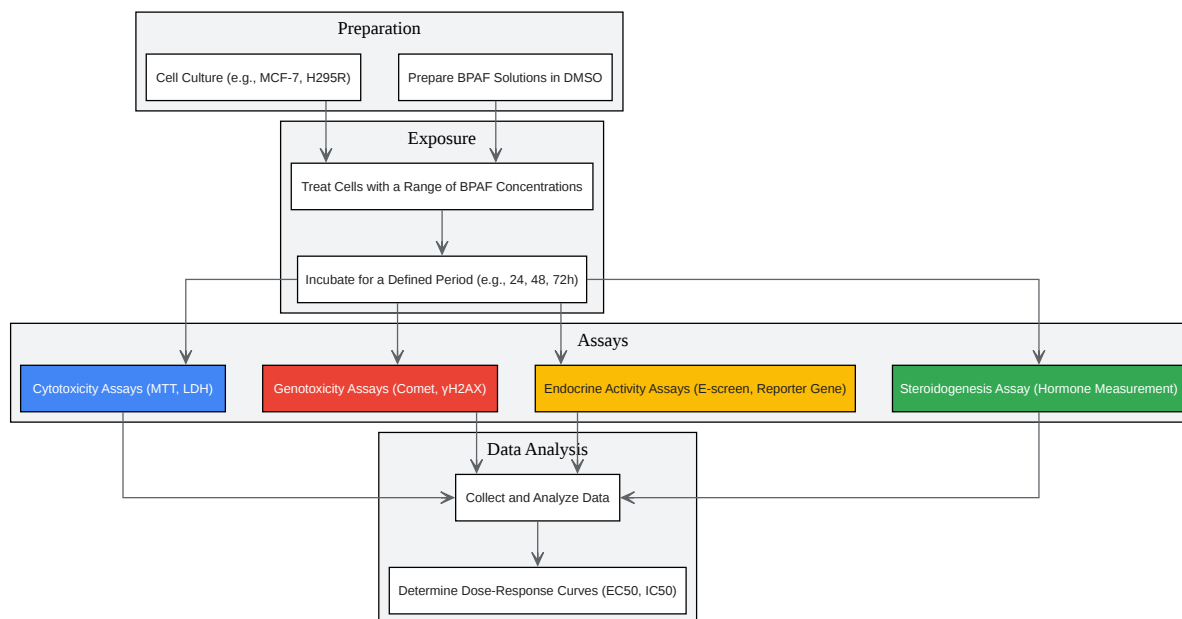 Preparation
Cell Culture (e.g., MCF-7, H295R)
Prepare BPAF Solutions in DMSO
Exposure
Treat Cells with a Range of BPAF Concentrations
Incubate for a Defined Period (e.g., 24, 48, 72h)
Assays
Cytotoxicity Assays (MTT, LDH)
Genotoxicity Assays (Comet, γH2AX)
Endocrine Activity Assays (E-screen, Reporter Gene)
Steroidogenesis Assay (Hormone Measurement)
Data Analysis
Collect and Analyze Data
Determine Dose-Response Curves (EC50, IC50)